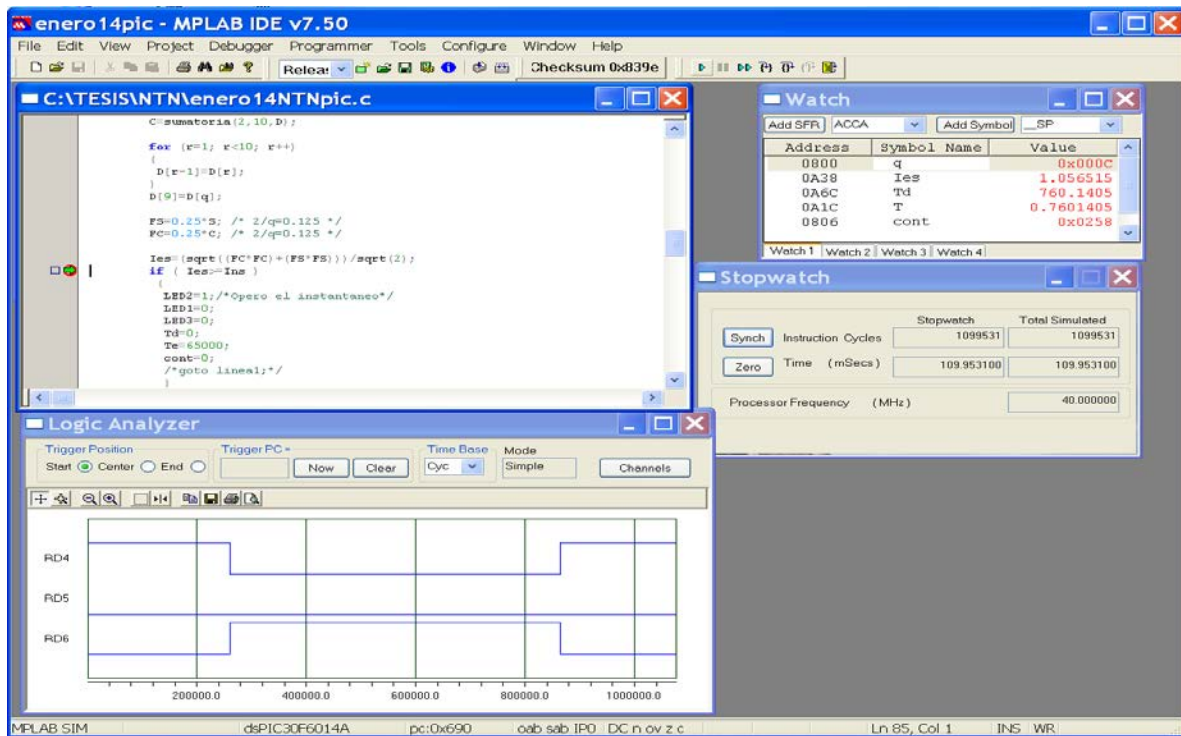 enero14pic - MPLAB IDE v7.50
File Edit View Project Debugger Programmer Tools Configure Window Help
Checksum 0x839e
C:\TESIS\NTN\enero14NTNpic.c
C=sumatoria(2,10,D);
for (r=1; r<10; r++)
{
D[r-1]=D[r];
}
D[9]=D[q];
FS=0.25*S; /* 2/q=0.125 */
FC=0.25*C; /* 2/q=0.125 */
Ies=(sqrt((FC*FC)+(FS*FS)))/sqrt(2);
if ( Ies>=Ins )
{
LED2=1;/*Opero el instantaneo*/
LED1=0;
LED3=0;
Td=0;
Te=65000;
cont=0;
/*goto linea1;*/
}
Watch
Add SFR ACCA Add Symbol __SP
Address Symbol Name Value
0800 q 0x000C
0A38 Ies 1.056515
0A6C Td 760.1405
0A1C T 0.7601405
0806 cont 0x0258
Watch 1 Watch 2 Watch 3 Watch 4
Stopwatch
Stopwatch Total Simulated
Synch Instruction Cycles 1099531 1099531
Zero Time (mSecs) 109.953100 109.953100
Processor Frequency (MHz) 40.000000
Logic Analyzer
Trigger Position Trigger PC = Time Base Mode
Start Center End Now Clear Cyc Simple Channels
RD4
RD5
RD6
200000.0 400000.0 600000.0 800000.0 1000000.0
MPLAB SIM dsPIC30F6014A pc:0x690 oab sab IP0 DC n ov z c Ln 85, Col 1 INS WR